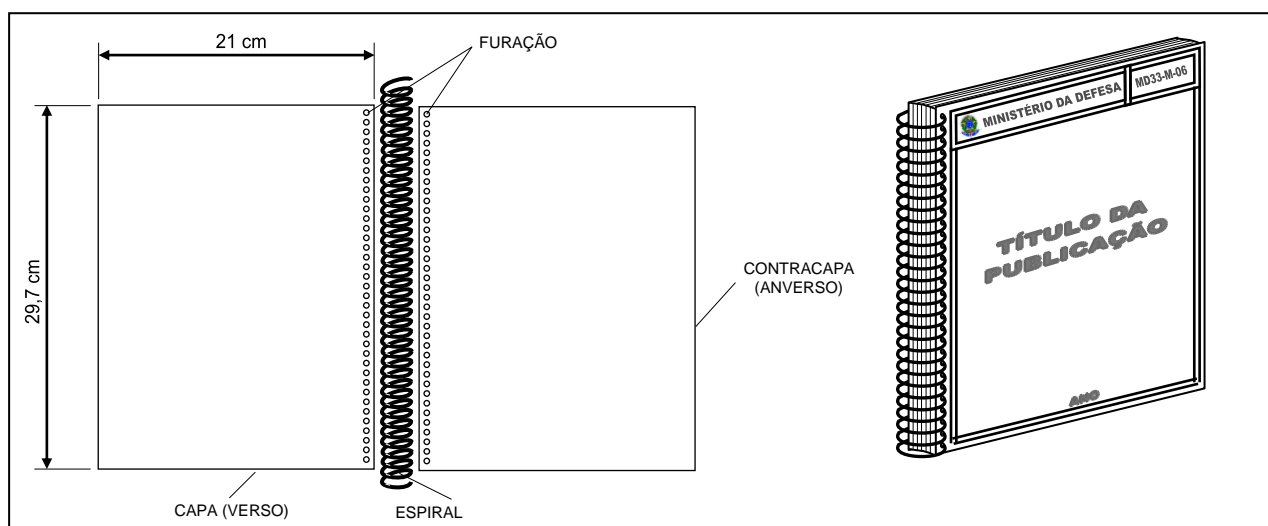 21 cm
FURAÇÃO
29,7 cm
CONTRACAPA
(ANVERSO)
CAPA (VERSO)
ESPIRAL
MINISTÉRIO DA DEFESA
MD33-M-06
TÍTULO DA
PUBLICAÇÃO
ANO